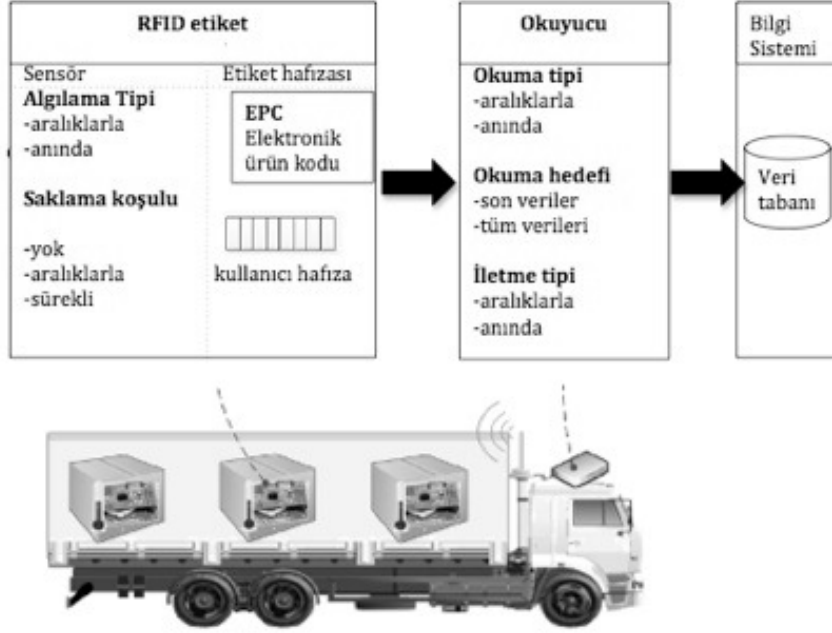 RFID etiket
Sensör
Algılama Tipi
-aralıklarla
-anında
Saklama koşulu
-yok
-aralıklarla
-sürekli
Etiket hafızası
EPC
Elektronik
ürün kodu
kullanıcı hafıza
Okuyucu
Okuma tipi
-aralıklarla
-anında
Okuma hedefi
-son veriler
-tüm verileri
İletme tipi
-aralıklarla
-anında
Bilgi
Sistemi
Veri
tabanı